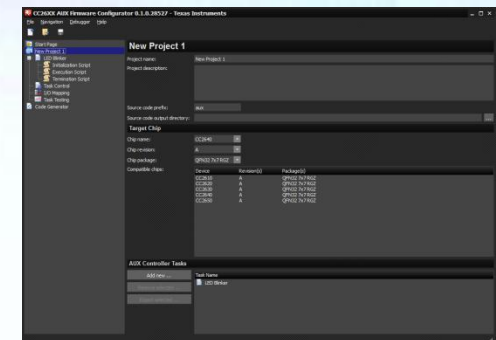 CC26XX AUX Firmware Configurator 0.1.0.28527 - Texas Instruments
File Navigation Debugger Help
Start Page
New Project 1
LED Blinker
Initialization Script
Execution Script
Termination Script
Task Control
I/O Mapping
Task Testing
Code Generator
New Project 1
Project name: New Project 1
Project description:
Source code prefix: aux
Source code output directory: ...
Target Chip
Chip name: CC2640
Chip revision: A
Chip package: QFN32 7x7 RGZ
Compatible chips: Device Revision(s) Package(s)
CC2610 A QFN32 7x7 RGZ
CC2620 A QFN32 7x7 RGZ
CC2630 A QFN32 7x7 RGZ
CC2640 A QFN32 7x7 RGZ
CC2650 A QFN32 7x7 RGZ
AUX Controller Tasks
Add new ... Task Name
LED Blinker